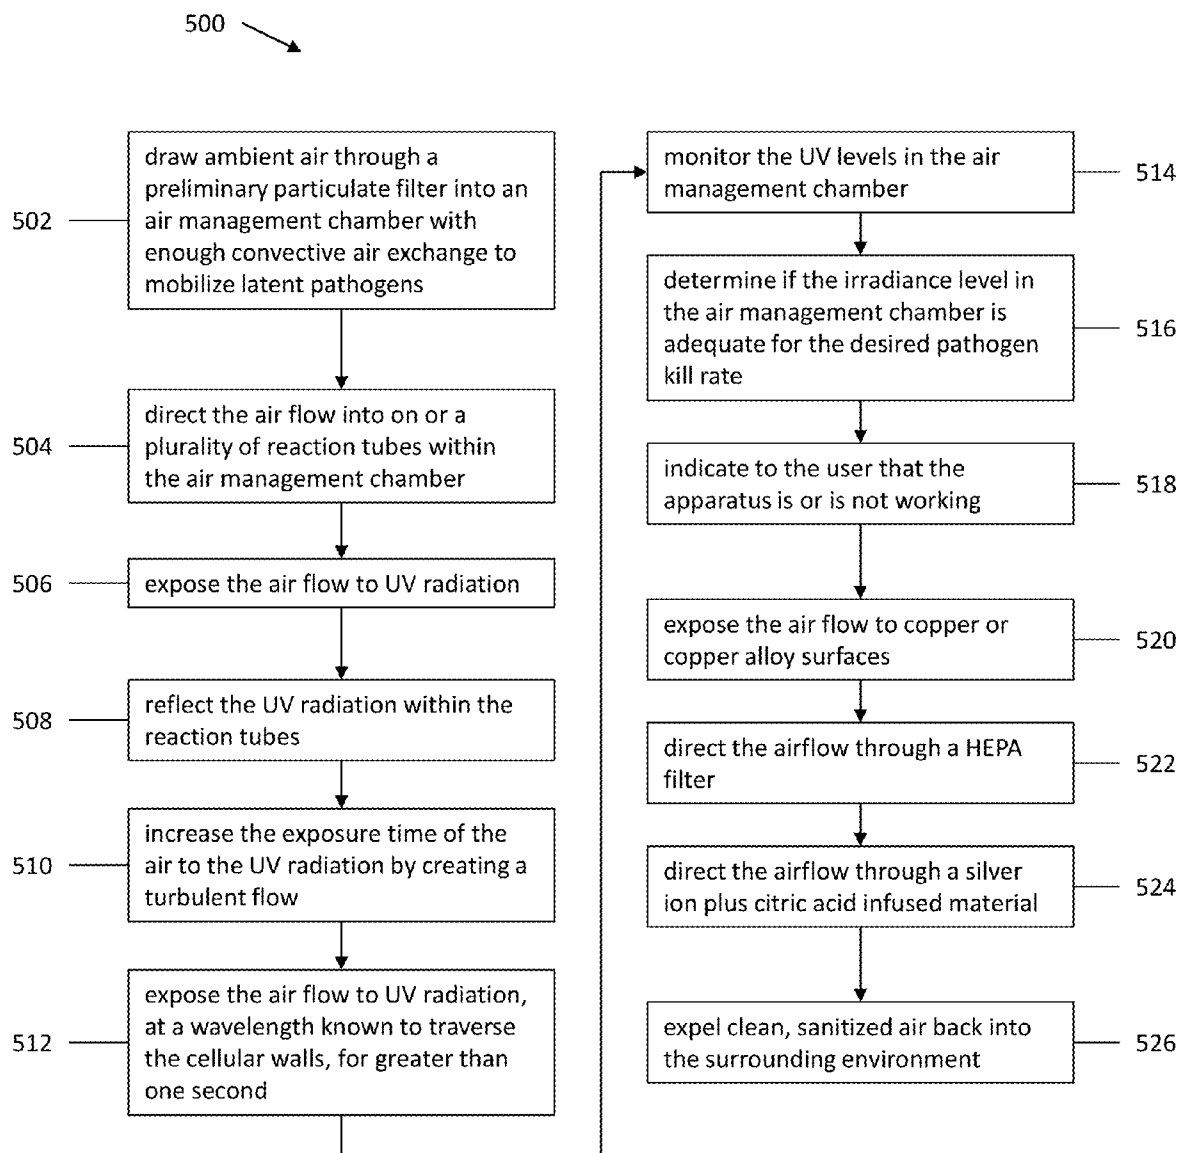 500
502
draw ambient air through a
preliminary particulate filter into an
air management chamber with
enough convective air exchange to
mobilize latent pathogens
504
direct the air flow into on or a
plurality of reaction tubes within
the air management chamber
506
expose the air flow to UV radiation
508
reflect the UV radiation within the
reaction tubes
510
increase the exposure time of the
air to the UV radiation by creating a
turbulent flow
512
expose the air flow to UV radiation,
at a wavelength known to traverse
the cellular walls, for greater than
one second
monitor the UV levels in the air
management chamber
514
determine if the irradiance level in
the air management chamber is
adequate for the desired pathogen
kill rate
516
indicate to the user that the
apparatus is or is not working
518
expose the air flow to copper or
copper alloy surfaces
520
direct the airflow through a HEPA
filter
522
direct the airflow through a silver
ion plus citric acid infused material
524
expel clean, sanitized air back into
the surrounding environment
526